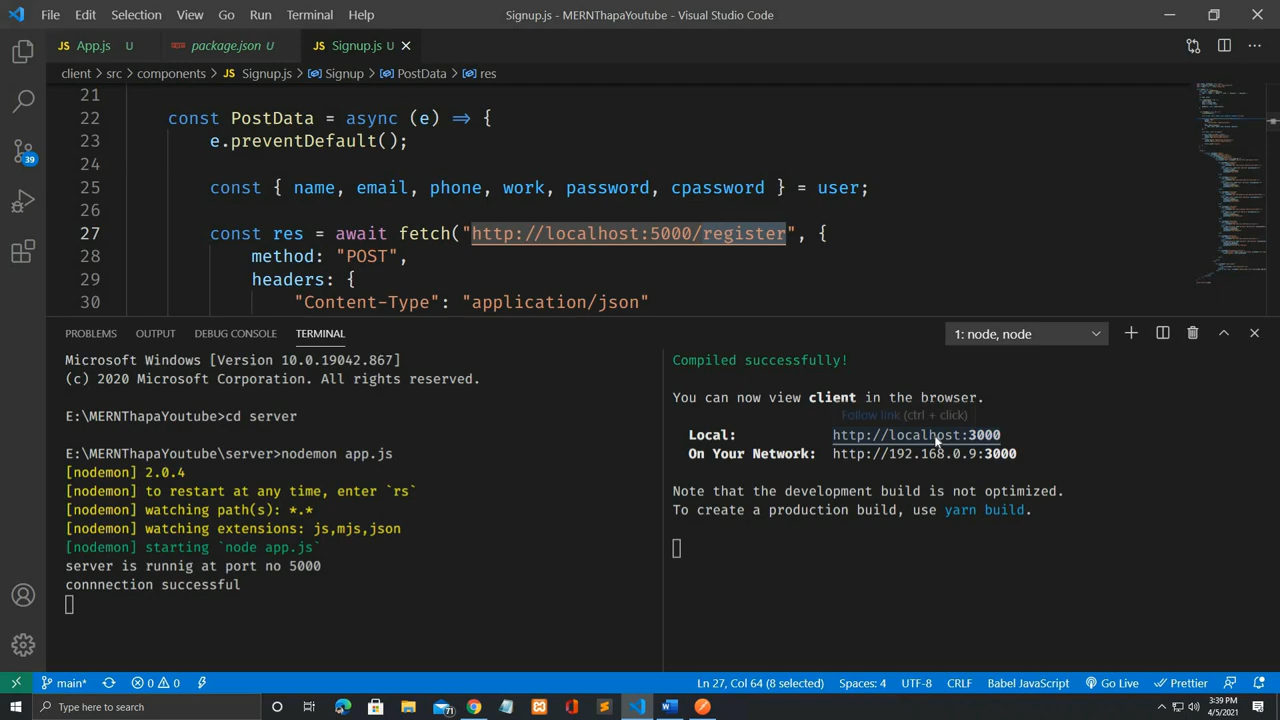 File Edit Selection View Go Run Terminal Help Signup.js - MERNThapaYoutube - Visual Studio Code
JS App.js U package.json U JS Signup.js U
client src components JS Signup.js Signup PostData res
21
22 const PostData = async (e) => {
23 e.preventDefault();
24
25 const { name, email, phone, work, password, cpassword } = user;
26
27 const res = await fetch("http://localhost:5000/register", {
28 method: "POST",
29 headers: {
30 "Content-Type": "application/json"
39
PROBLEMS OUTPUT DEBUG CONSOLE TERMINAL 1: node, node
Microsoft Windows [Version 10.0.19042.867]
(c) 2020 Microsoft Corporation. All rights reserved.
E:\MERNThapaYoutube>cd server
E:\MERNThapaYoutube\server>nodemon app.js
[nodemon] 2.0.4
[nodemon] to restart at any time, enter `rs`
[nodemon] watching path(s): *.*
[nodemon] watching extensions: js,mjs,json
[nodemon] starting `node app.js`
server is runnig at port no 5000
connnection successful
Compiled successfully!
You can now view client in the browser.
Follow link (ctrl + click)
Local: http://localhost:3000
On Your Network: http://192.168.0.9:3000
Note that the development build is not optimized.
To create a production build, use yarn build.
main* 0 0 Ln 27, Col 64 (8 selected) Spaces: 4 UTF-8 CRLF Babel JavaScript Go Live Prettier
Type here to search 71 3:39 PM
4/5/2021